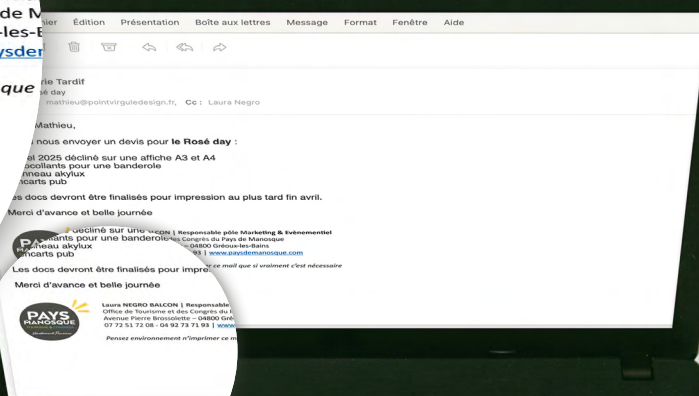 de M
-les-B
ysder
que
hier Édition Présentation Boîte aux lettres Message Format Fenêtre Aide
rie Tardif
sé day
mathieu@pointvirguledesign.fr, Cc : Laura Negro
Mathieu,
nous envoyer un devis pour le Rosé day :
el 2025 décliné sur une affiche A3 et A4
ocollants pour une banderole
nneau akylux
ncarts pub
es docs devront être finalisés pour impression au plus tard fin avril.
Merci d'avance et belle journée
CON | Responsable pôle Marketing & Evènementiel
des Congrès du Pays de Manosque
– 04800 Gréoux-les-Bains
93 | www.paysdemanosque.com
ce mail que si vraiment c'est nécessaire
décliné sur une
ants pour une banderole
nneau akylux
ncarts pub
Les docs devront être finalisés pour impre
Merci d'avance et belle journée
PAYS
MANOSQUE
Laura NEGRO BALCON | Responsable
Office de Tourisme et des Congrès du
Avenue Pierre Brossolette – 04800 Gré
07 72 51 72 08 - 04 92 73 71 93 | www
Pensez environnement n'imprimer ce m